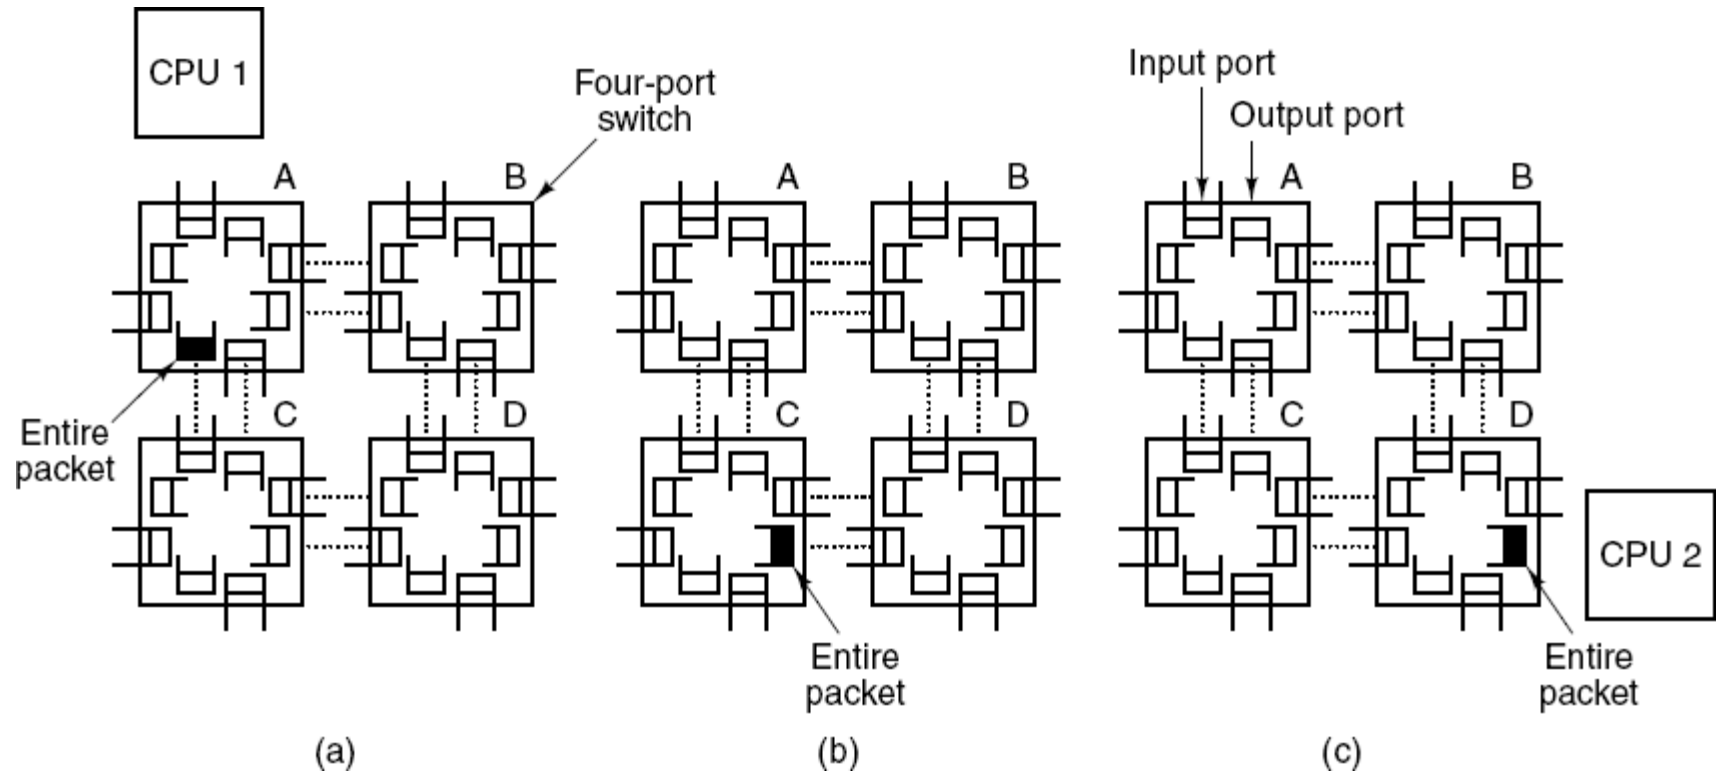 CPU 1
Four-port
switch
Input port
Output port
A
B
A
B
A
B
C
D
C
D
C
D
Entire
packet
CPU 2
Entire
packet
Entire
packet
(a)
(b)
(c)